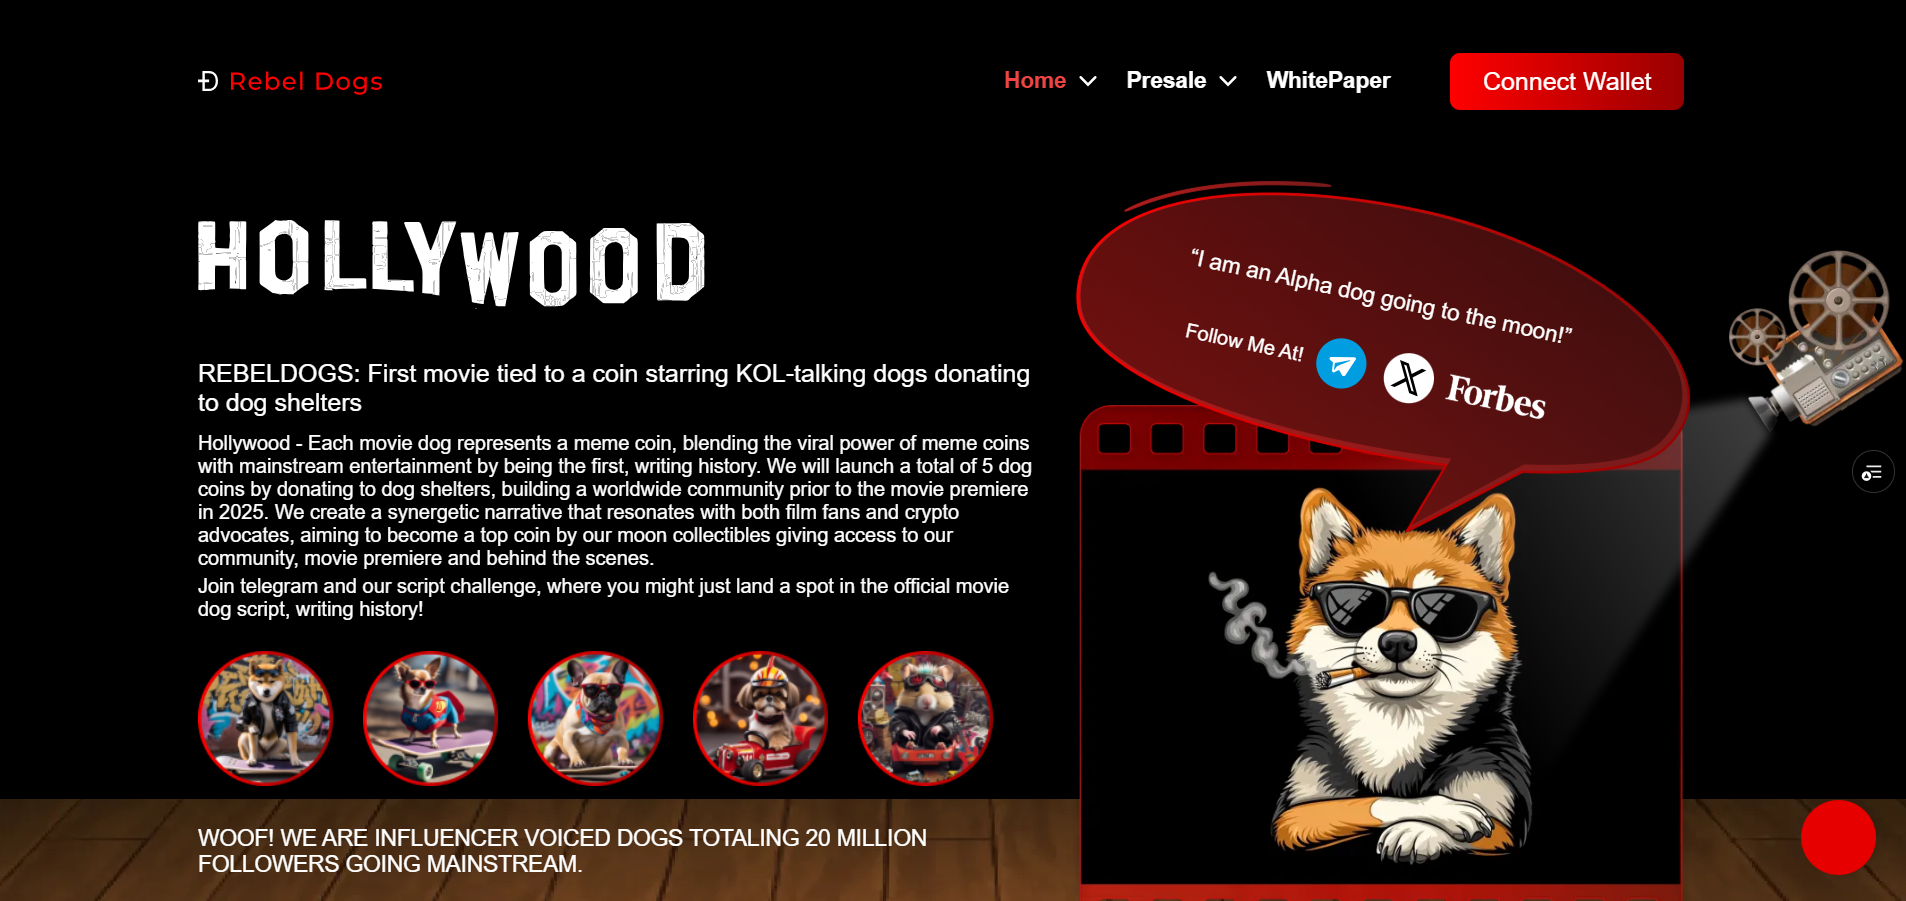 Ð Rebel Dogs
Home
Presale
WhitePaper
Connect Wallet
HOLLYWOOD
REBELDOGS: First movie tied to a coin starring KOL-talking dogs donating
to dog shelters
Hollywood - Each movie dog represents a meme coin, blending the viral power of meme coins
with mainstream entertainment by being the first, writing history. We will launch a total of 5 dog
coins by donating to dog shelters, building a worldwide community prior to the movie premiere
in 2025. We create a synergetic narrative that resonates with both film fans and crypto
advocates, aiming to become a top coin by our moon collectibles giving access to our
community, movie premiere and behind the scenes.
Join telegram and our script challenge, where you might just land a spot in the official movie
dog script, writing history!
WOOF! WE ARE INFLUENCER VOICED DOGS TOTALING 20 MILLION
FOLLOWERS GOING MAINSTREAM.
“I am an Alpha dog going to the moon!”
Follow Me At!
Forbes